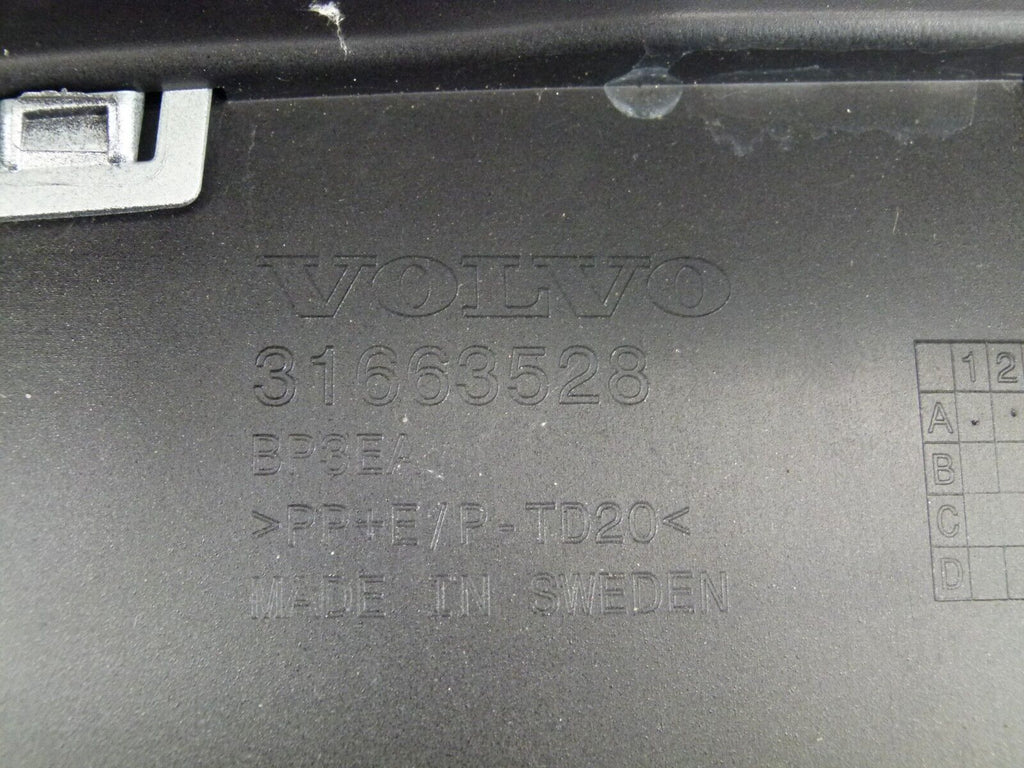 VOLVO
31663528
BP3EA
>PP+E/P-TD20<
MADE IN SWEDEN
1 2
A
B
C
D